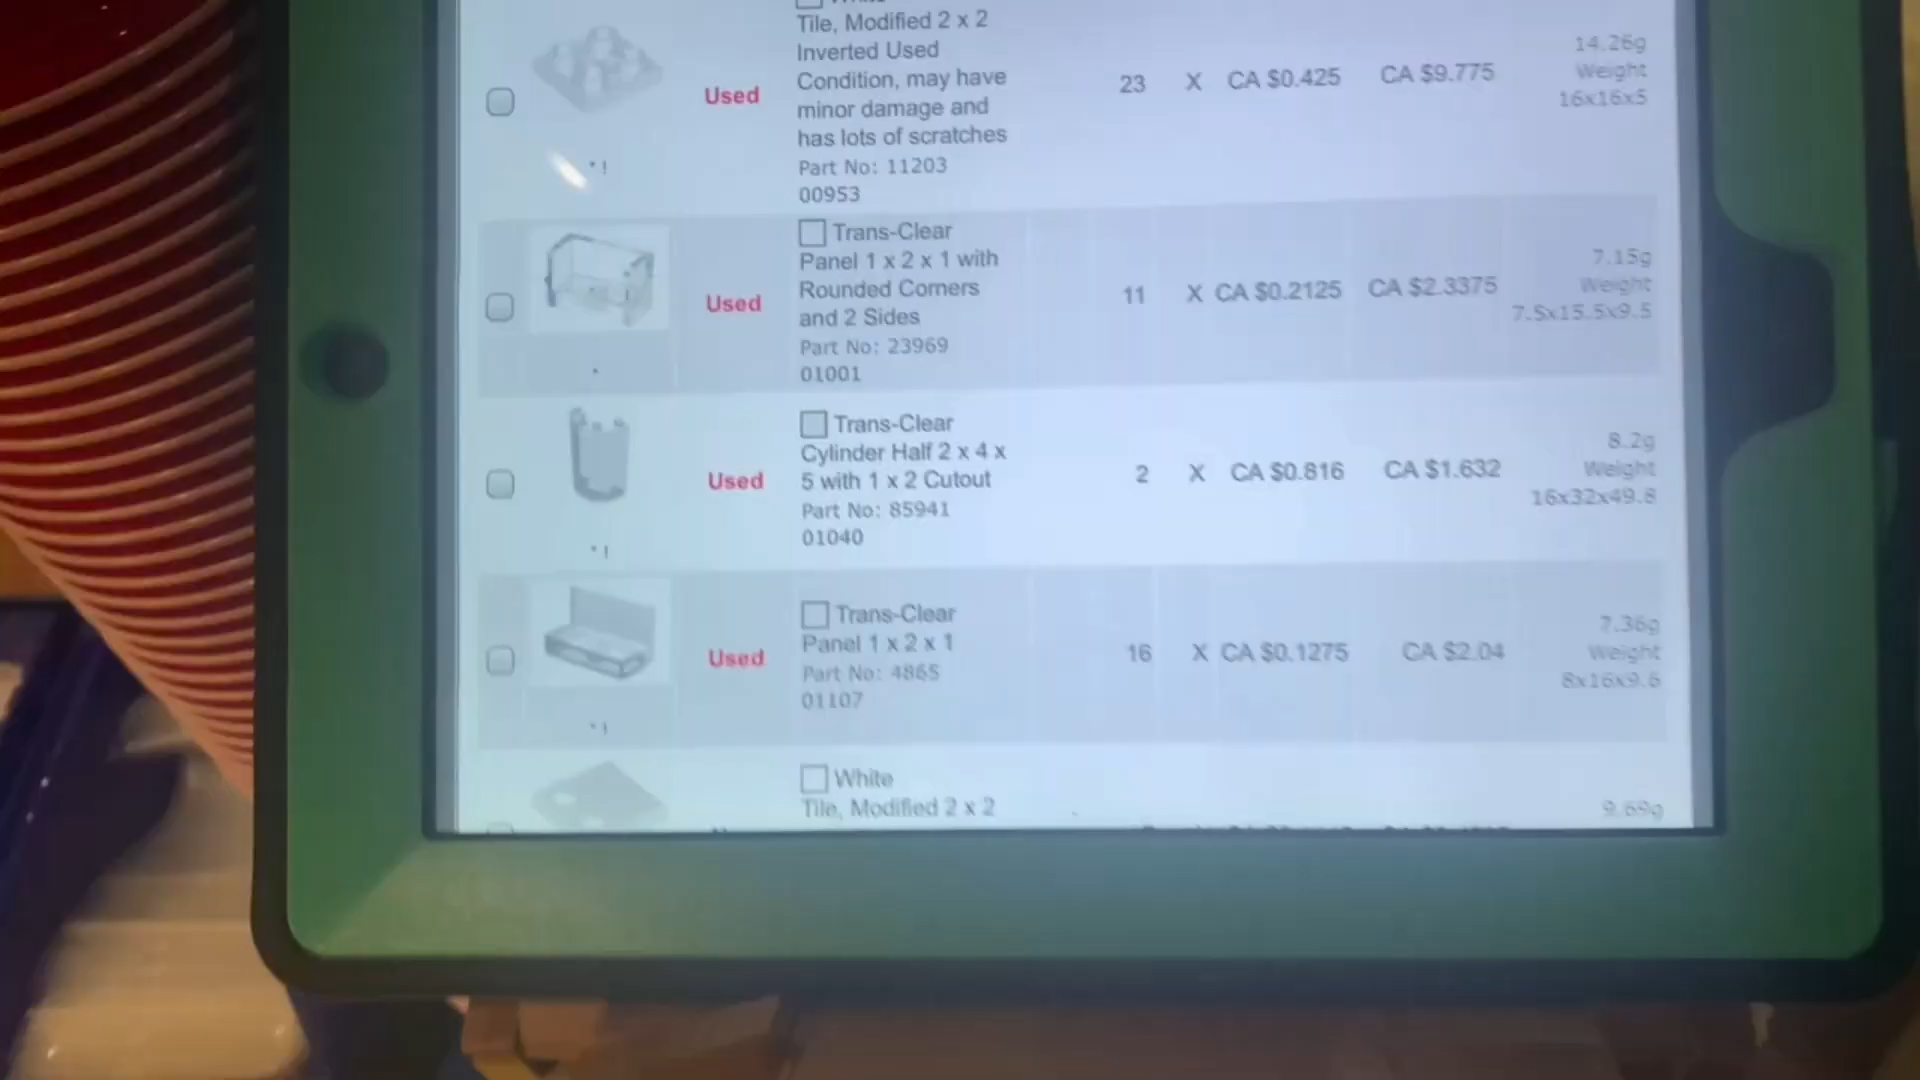 Tile, Modified 2 x 2
Inverted Used
Condition, may have
minor damage and
has lots of scratches
Part No: 11203
00953
Used
23 X CA $0.425 CA $9.775
14.26g
Weight
16x16x5
* !
Trans-Clear
Panel 1 x 2 x 1 with
Rounded Corners
and 2 Sides
Part No: 23969
01001
Used
11 X CA $0.2125 CA $2.3375
7.15g
Weight
7.5x15.5x9.5
Trans-Clear
Cylinder Half 2 x 4 x
5 with 1 x 2 Cutout
Part No: 85941
01040
Used
2 X CA $0.816 CA $1.632
8.2g
Weight
16x32x49.8
* !
Trans-Clear
Panel 1 x 2 x 1
Part No: 4865
01107
Used
16 X CA $0.1275 CA $2.04
7.36g
Weight
8x16x9.6
* !
White
Tile, Modified 2 x 2
9.69g